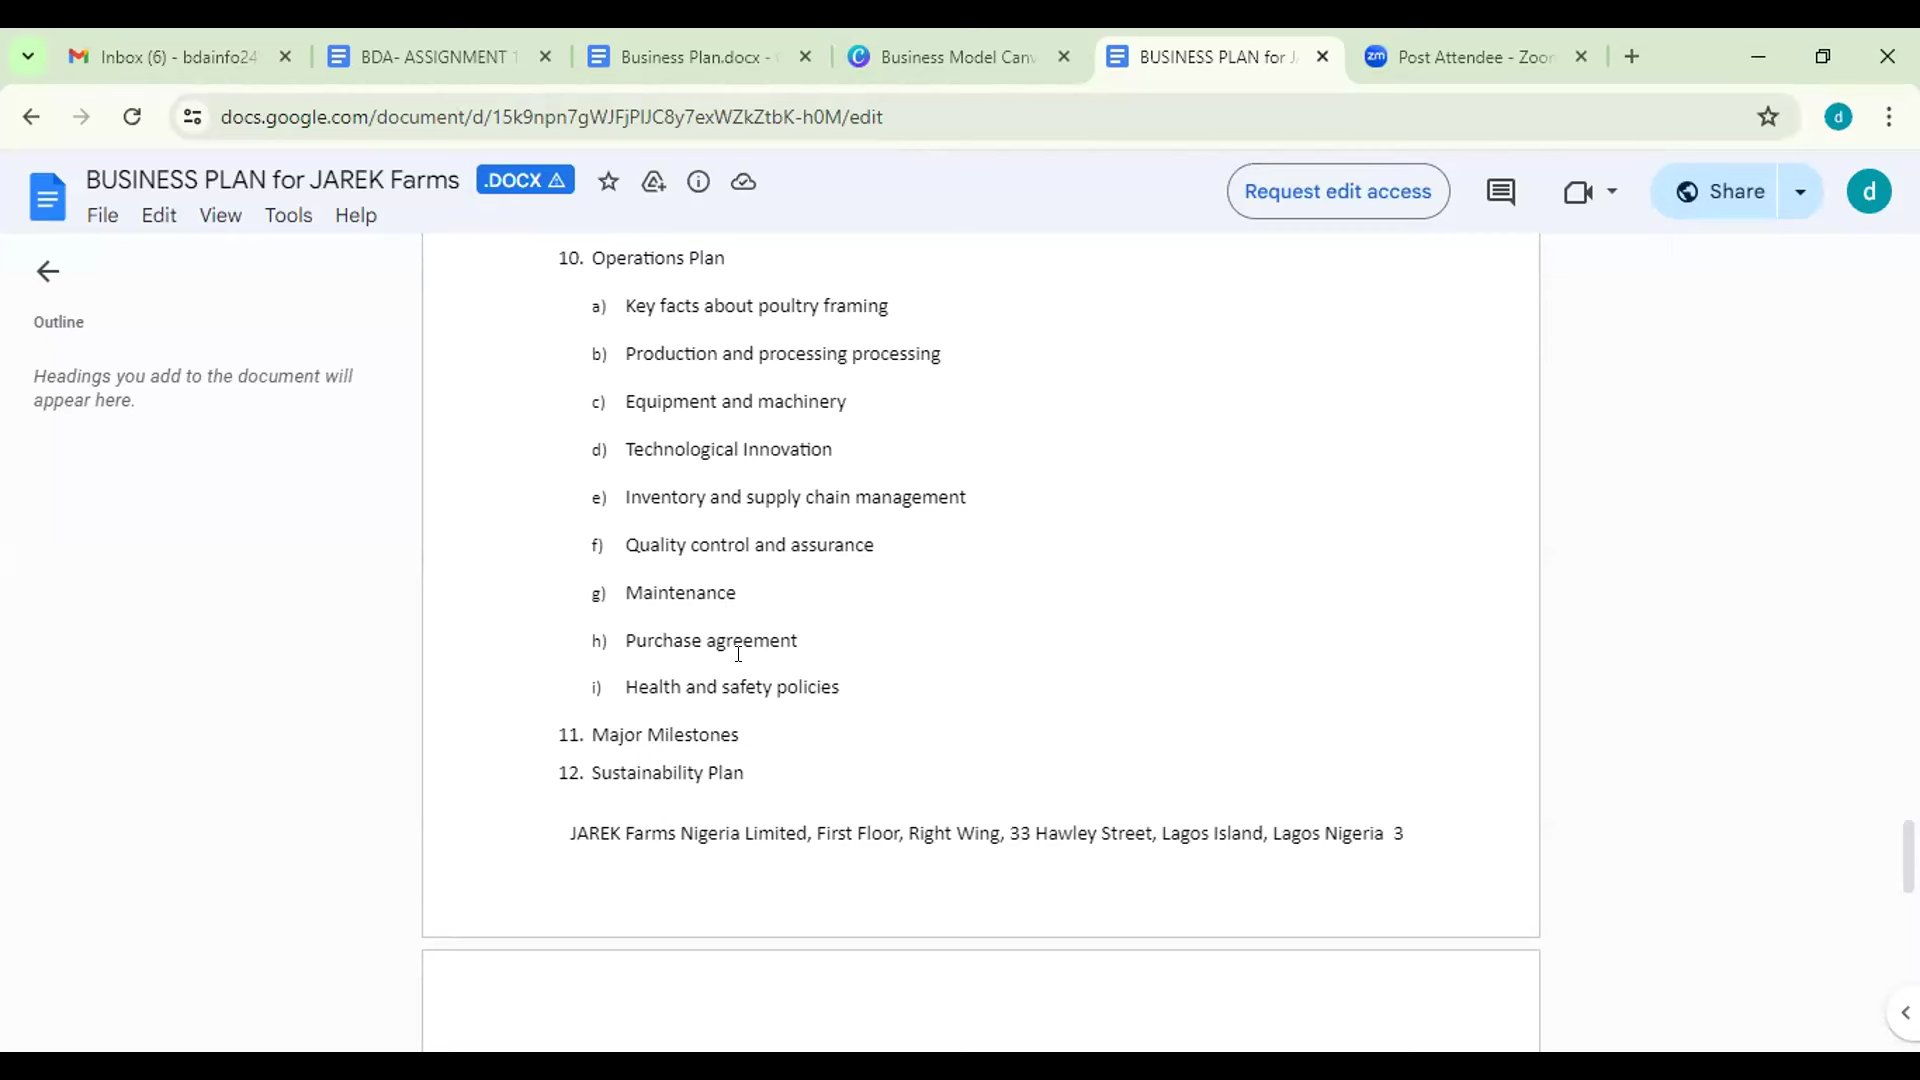 Inbox (6) - bdainfo24
BDA- ASSIGNMENT 1
Business Plan.docx -
Business Model Canv
BUSINESS PLAN for J
zm Post Attendee - Zoor
docs.google.com/document/d/15k9npn7gWJFjPIJC8y7exWZkZtbK-h0M/edit
d
BUSINESS PLAN for JAREK Farms
.DOCX
Request edit access
Share
d
File Edit View Tools Help
Outline
Headings you add to the document will
appear here.
10. Operations Plan
a) Key facts about poultry framing
b) Production and processing processing
c) Equipment and machinery
d) Technological Innovation
e) Inventory and supply chain management
f) Quality control and assurance
g) Maintenance
h) Purchase agreement
i) Health and safety policies
11. Major Milestones
12. Sustainability Plan
JAREK Farms Nigeria Limited, First Floor, Right Wing, 33 Hawley Street, Lagos Island, Lagos Nigeria 3